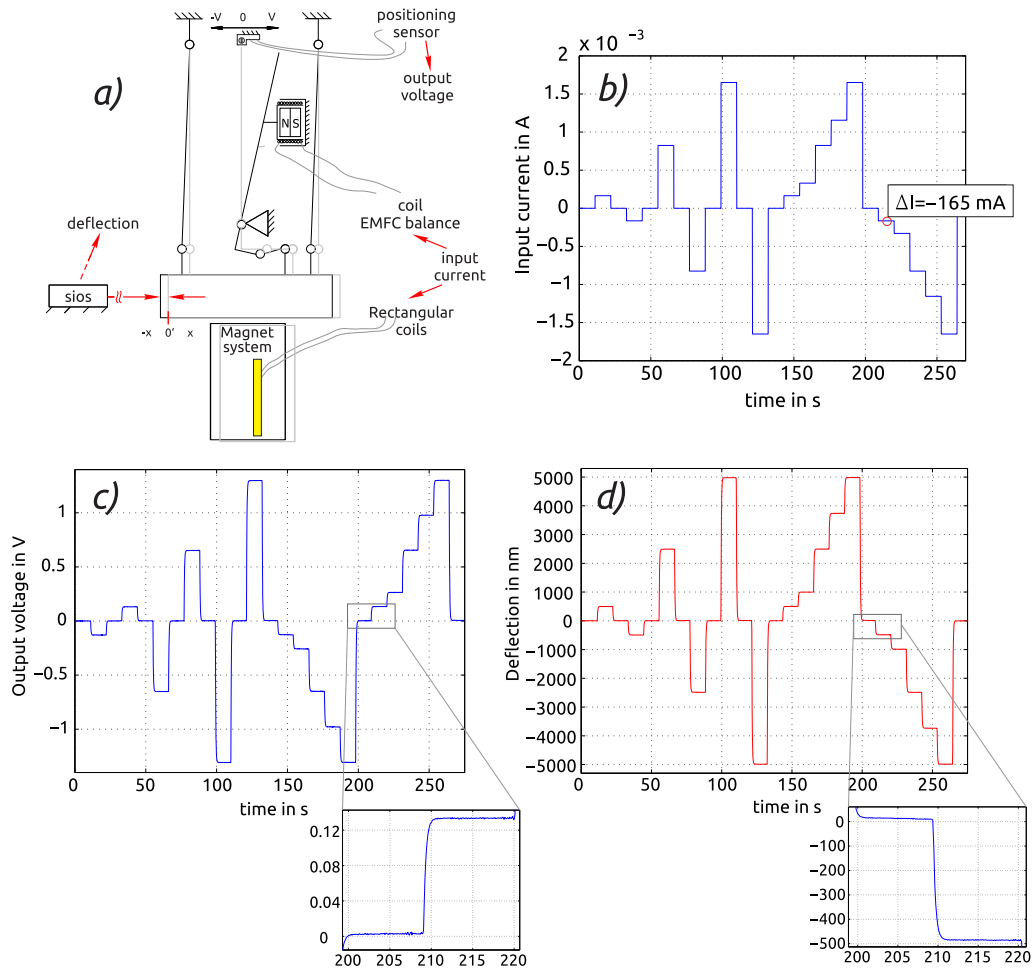 a)
-V 0 V
positioning
sensor
output
voltage
N S
coil
EMFC balance
input
current
Rectangular
coils
deflection
sios
-x 0' x
Magnet
system
b)
x 10 −3
2
1.5
1
0.5
0
−0.5
−1
−1.5
−2
Input current in A
ΔI=−165 mA
0 50 100 150 200 250
time in s
c)
1
0.5
0
−0.5
−1
Output voltage in V
0 50 100 150 200 250
time in s
0.12
0.08
0.04
0
200 205 210 215 220
d)
5000
4000
3000
2000
1000
0
−1000
−2000
−3000
−4000
−5000
Deflection in nm
0 50 100 150 200 250
time in s
0
−100
−200
−300
−400
−500
200 205 210 215 220